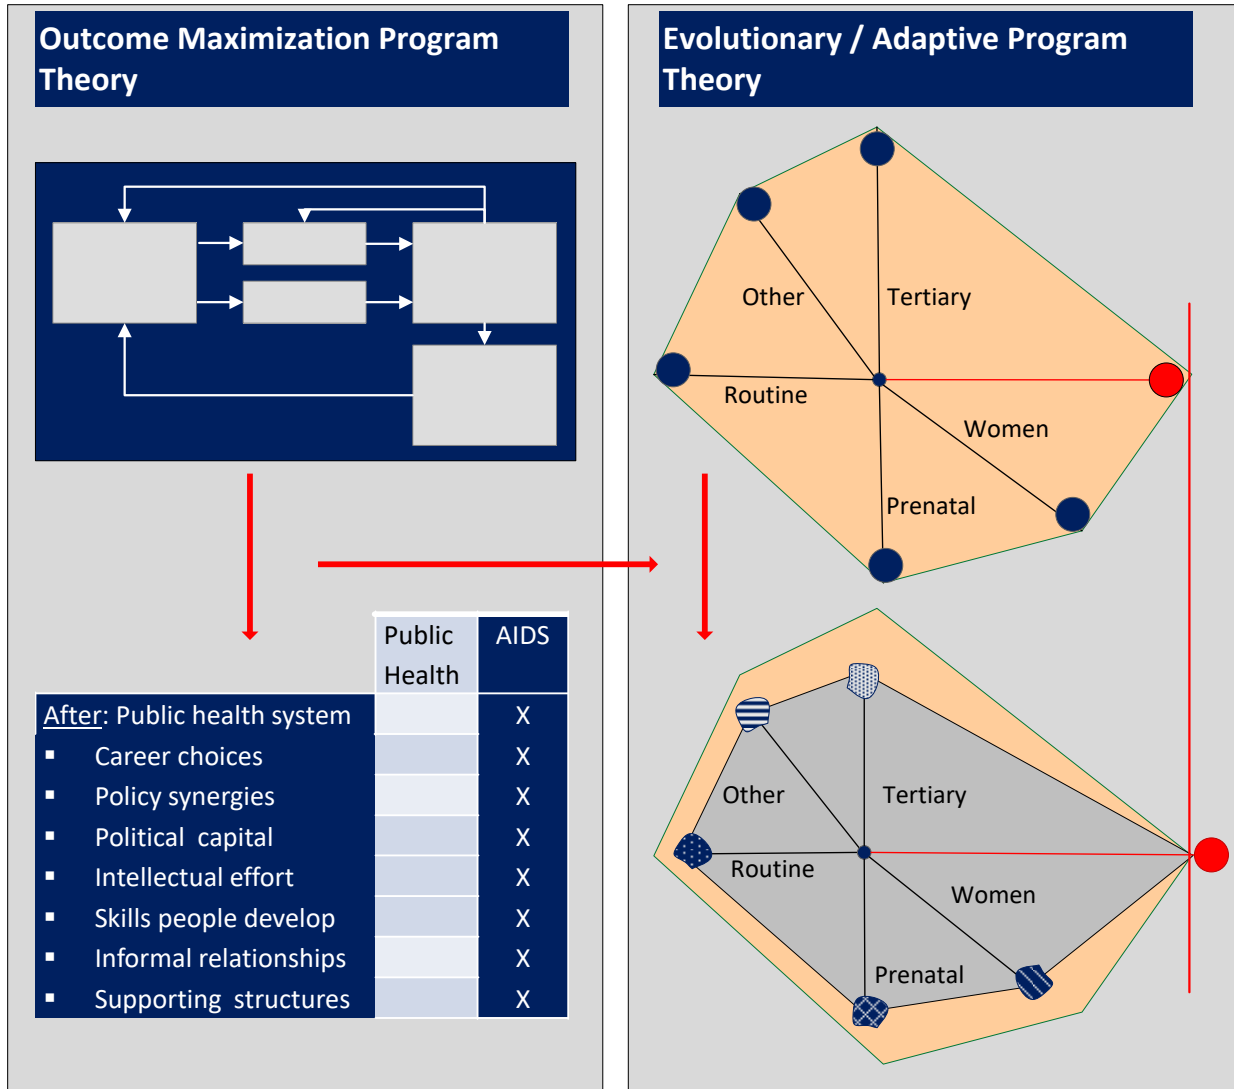 Outcome Maximization Program
Theory
Public
Health
AIDS
After: Public health system
X
▪ Career choices
X
▪ Policy synergies
X
▪ Political capital
X
▪ Intellectual effort
X
▪ Skills people develop
X
▪ Informal relationships
X
▪ Supporting structures
X
Evolutionary / Adaptive Program
Theory
Other
Tertiary
Routine
Women
Prenatal
Other
Tertiary
Routine
Women
Prenatal